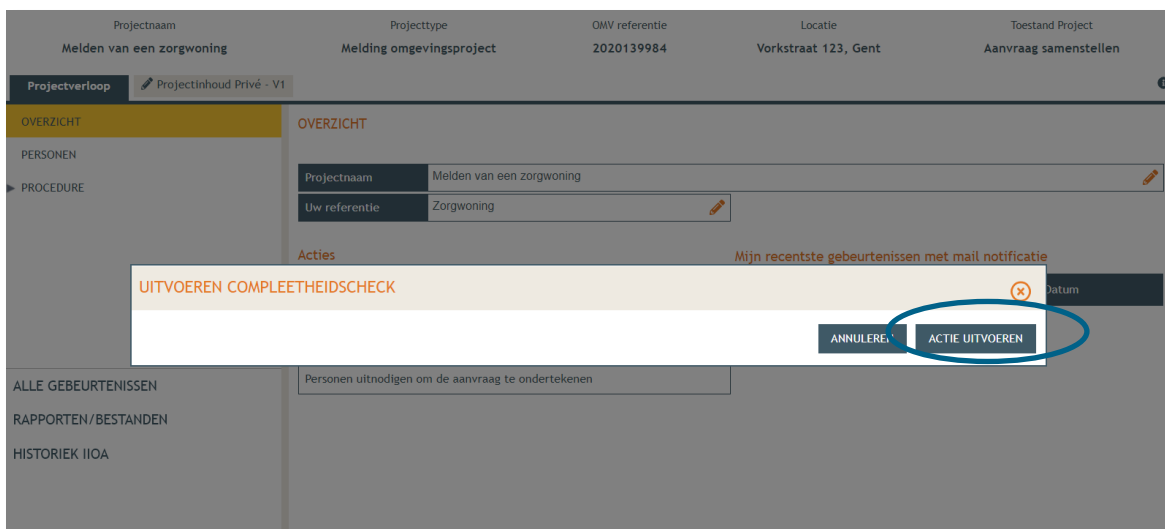 Projectnaam Projecttype OMV referentie Locatie Toestand Project
Melden van een zorgwoning Melding omgevingsproject 2020139984 Vorkstraat 123, Gent Aanvraag samenstellen
Projectverloop Projectinhoud Privé - V1
OVERZICHT
PERSONEN
PROCEDURE
ALLE GEBEURTENISSEN
RAPPORTEN/BESTANDEN
HISTORIEK IIOA
OVERZICHT
Projectnaam Melden van een zorgwoning
Uw referentie Zorgwoning
Acties Mijn recentste gebeurtenissen met mail notificatie
Datum
UITVOEREN COMPLEETHEIDSCHECK
ANNULEREN ACTIE UITVOEREN
Personen uitnodigen om de aanvraag te ondertekenen